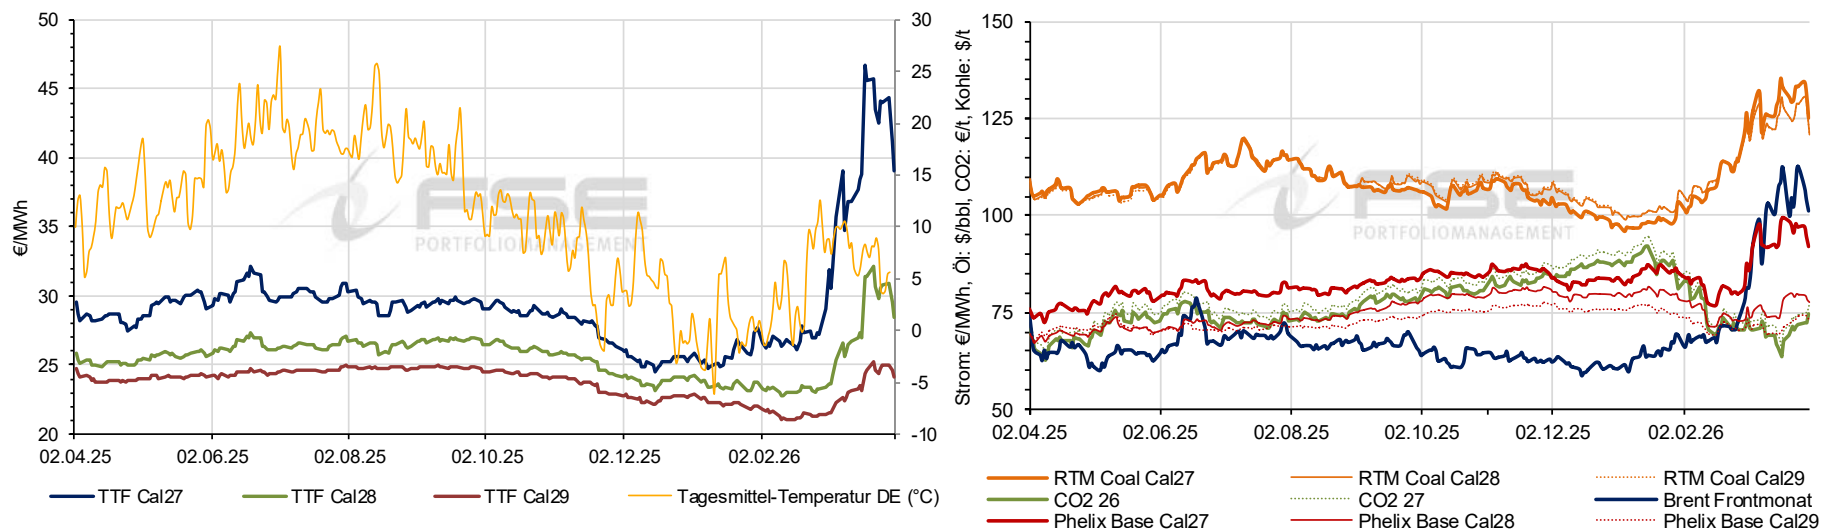 50
45
40
35
30
25
20
€/MWh
30
25
20
15
10
5
0
-5
-10
FSE
PORTFOLIOMANAGEMENT
02.04.25 02.06.25 02.08.25 02.10.25 02.12.25 02.02.26
TTF Cal27 TTF Cal28 TTF Cal29 Tagesmittel-Temperatur DE (°C)
Strom: €/MWh, Öl: $/bbl, CO2: €/t, Kohle: $/t
150
125
100
75
50
FSE
PORTFOLIOMANAGEMENT
02.04.25 02.06.25 02.08.25 02.10.25 02.12.25 02.02.26
RTM Coal Cal27 RTM Coal Cal28 RTM Coal Cal29
CO2 26 CO2 27 Brent Frontmonat
Phelix Base Cal27 Phelix Base Cal28 Phelix Base Cal29